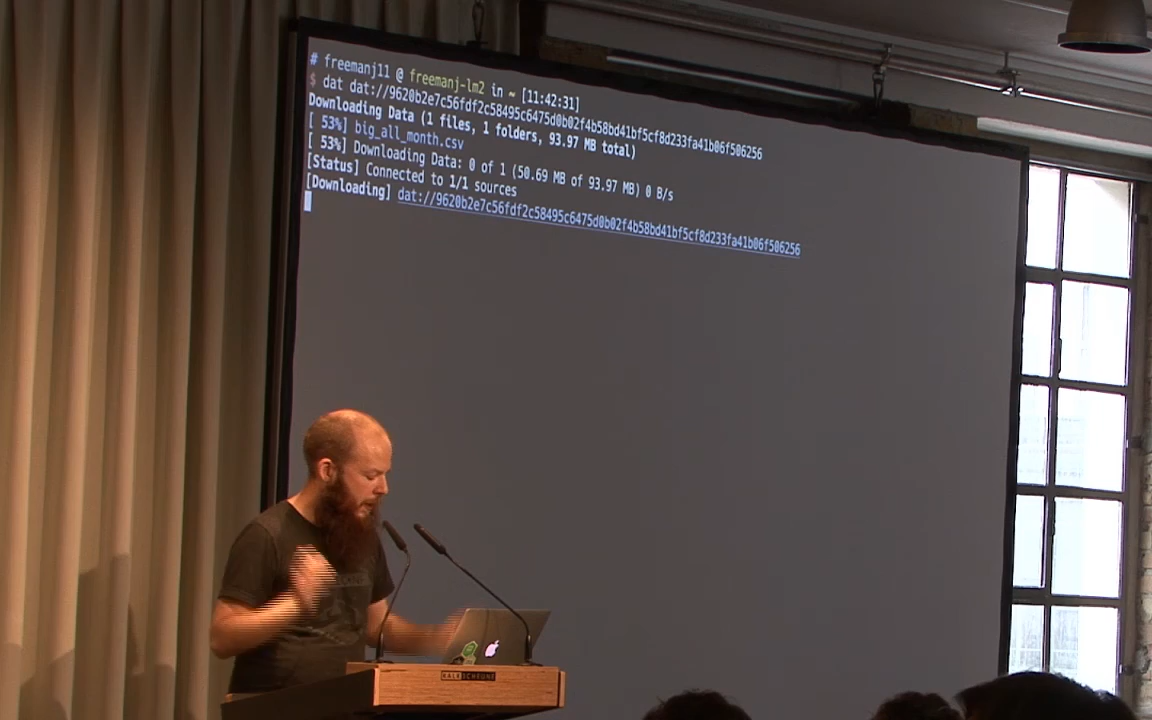 # freemanj11 @ freemanj-lm2 in ~ [11:42:31]
$ dat dat://9620b2e7c56fdf2c58495c6475d0b02f4b58bd41bf5cf8d233fa41b06f506256
Downloading Data (1 files, 1 folders, 93.97 MB total)
[ 53%] big_all_month.csv
[ 53%] Downloading Data: 0 of 1 (50.69 MB of 93.97 MB) 0 B/s
[Status] Connected to 1/1 sources
[Downloading] dat://9620b2e7c56fdf2c58495c6475d0b02f4b58bd41bf5cf8d233fa41b06f506256
KALKSCHEUNE